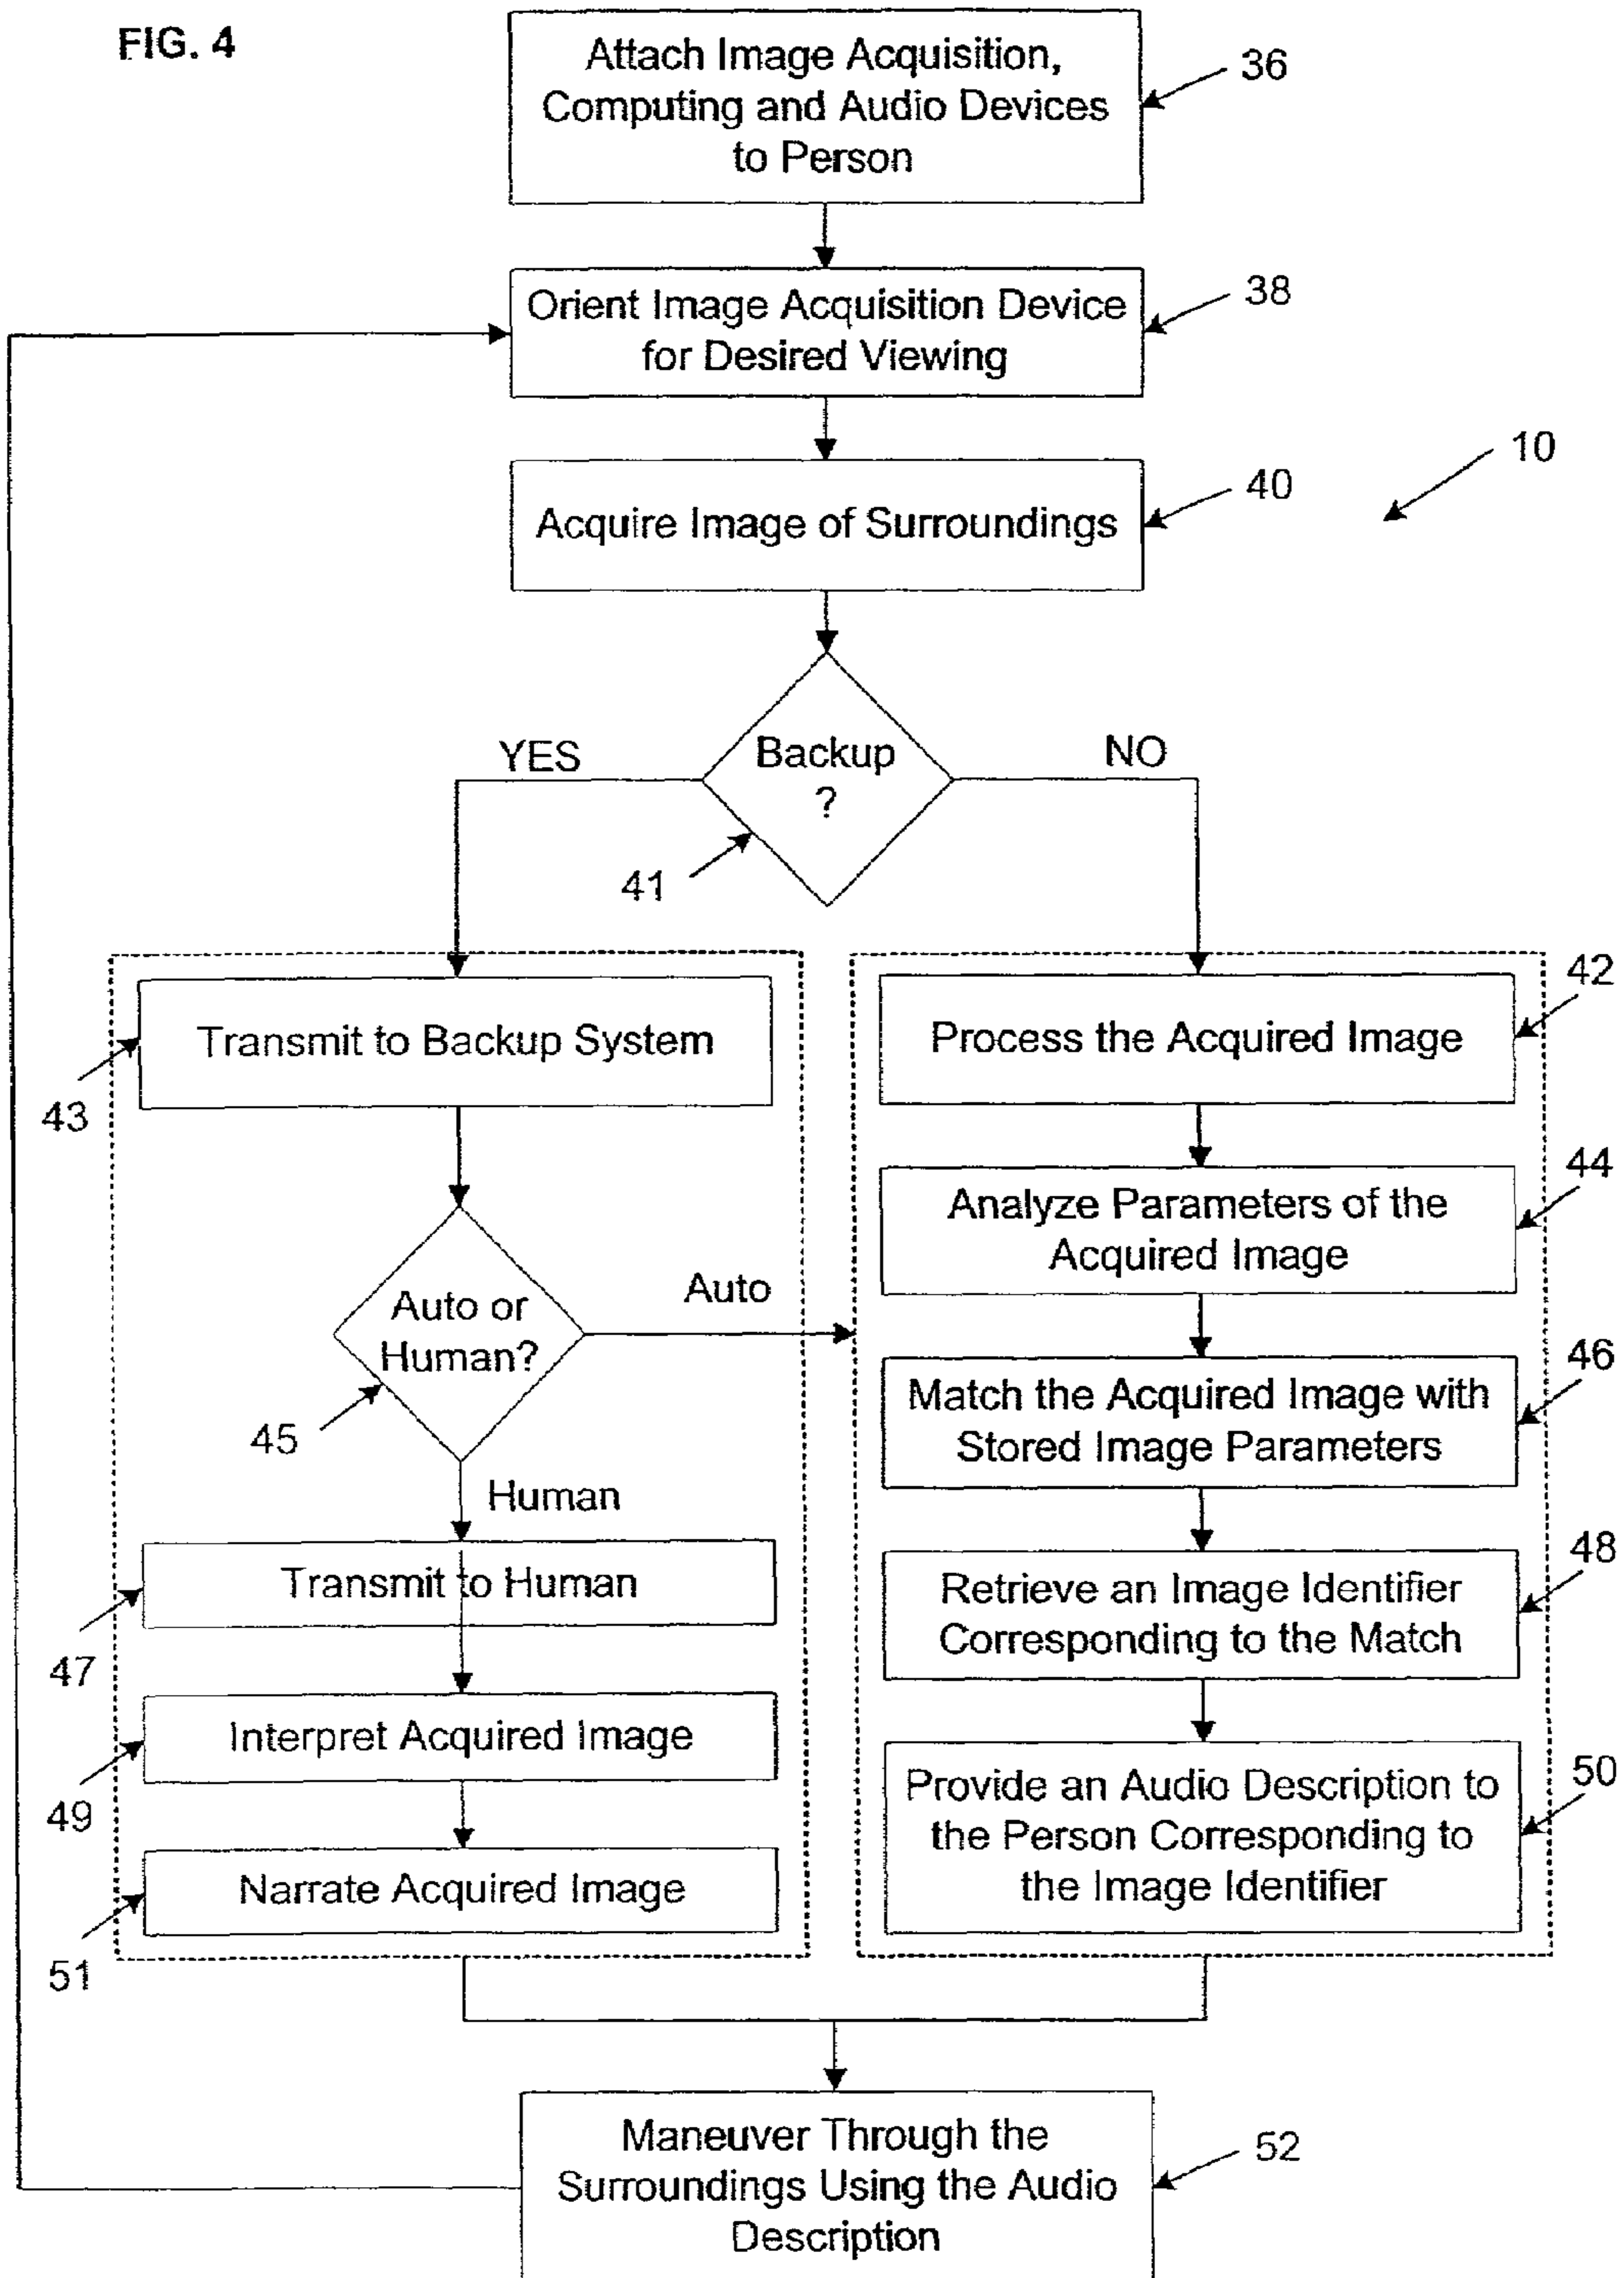 FIG. 4
Attach Image Acquisition,
Computing and Audio Devices
to Person
36
Orient Image Acquisition Device
for Desired Viewing
38
10
Acquire Image of Surroundings
40
Backup
?
YES
NO
41
Transmit to Backup System
43
Auto or
Human?
Auto
45
Human
Transmit to Human
47
Interpret Acquired Image
49
Narrate Acquired Image
51
Process the Acquired Image
42
Analyze Parameters of the
Acquired Image
44
Match the Acquired Image with
Stored Image Parameters
46
Retrieve an Image Identifier
Corresponding to the Match
48
Provide an Audio Description to
the Person Corresponding to
the Image Identifier
50
Maneuver Through the
Surroundings Using the Audio
Description
52